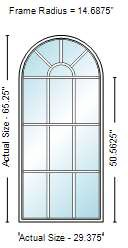 Frame Radius = 14.6875"
Actual Size - 65.25"
50.5625"
"Actual Size - 29.375"